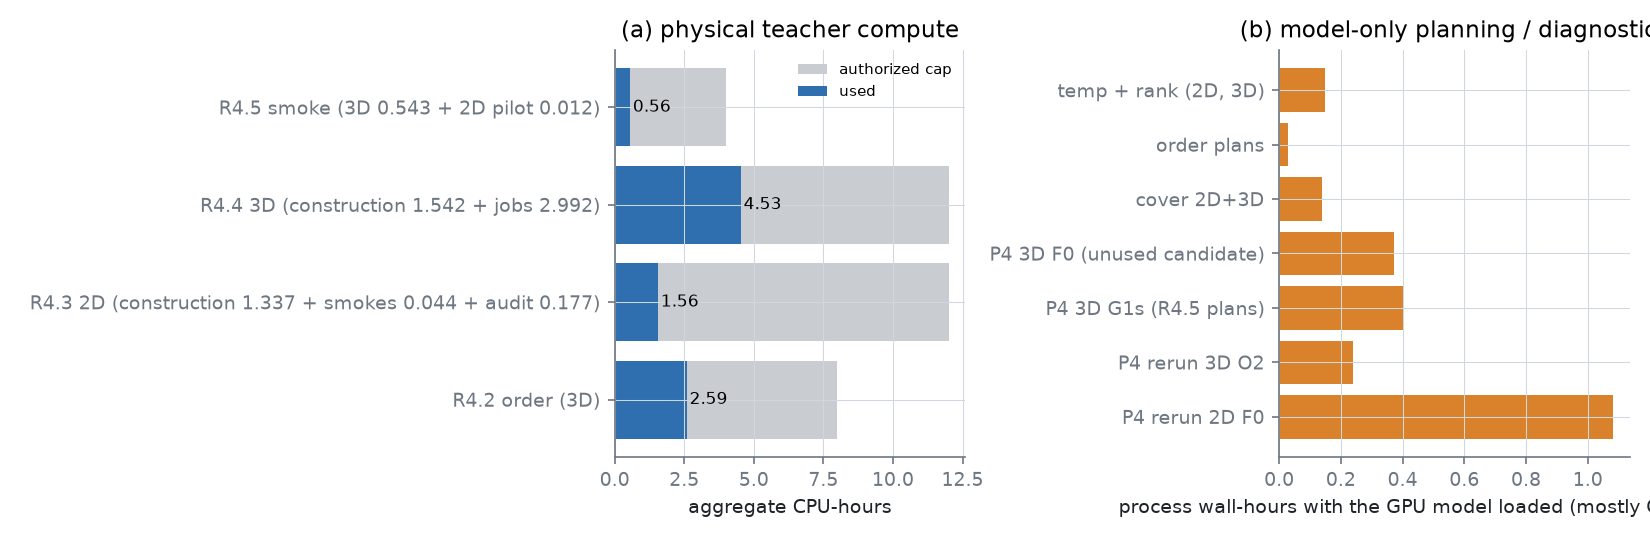 (a) physical teacher compute
authorized cap
used
R4.5 smoke (3D 0.543 + 2D pilot 0.012)
0.56
R4.4 3D (construction 1.542 + jobs 2.992)
4.53
R4.3 2D (construction 1.337 + smokes 0.044 + audit 0.177)
1.56
R4.2 order (3D)
2.59
0.0 2.5 5.0 7.5 10.0 12.5
aggregate CPU-hours
(b) model-only planning / diagnostic
temp + rank (2D, 3D)
order plans
cover 2D+3D
P4 3D F0 (unused candidate)
P4 3D G1s (R4.5 plans)
P4 rerun 3D O2
P4 rerun 2D F0
0.0 0.2 0.4 0.6 0.8 1.0
process wall-hours with the GPU model loaded (mostly